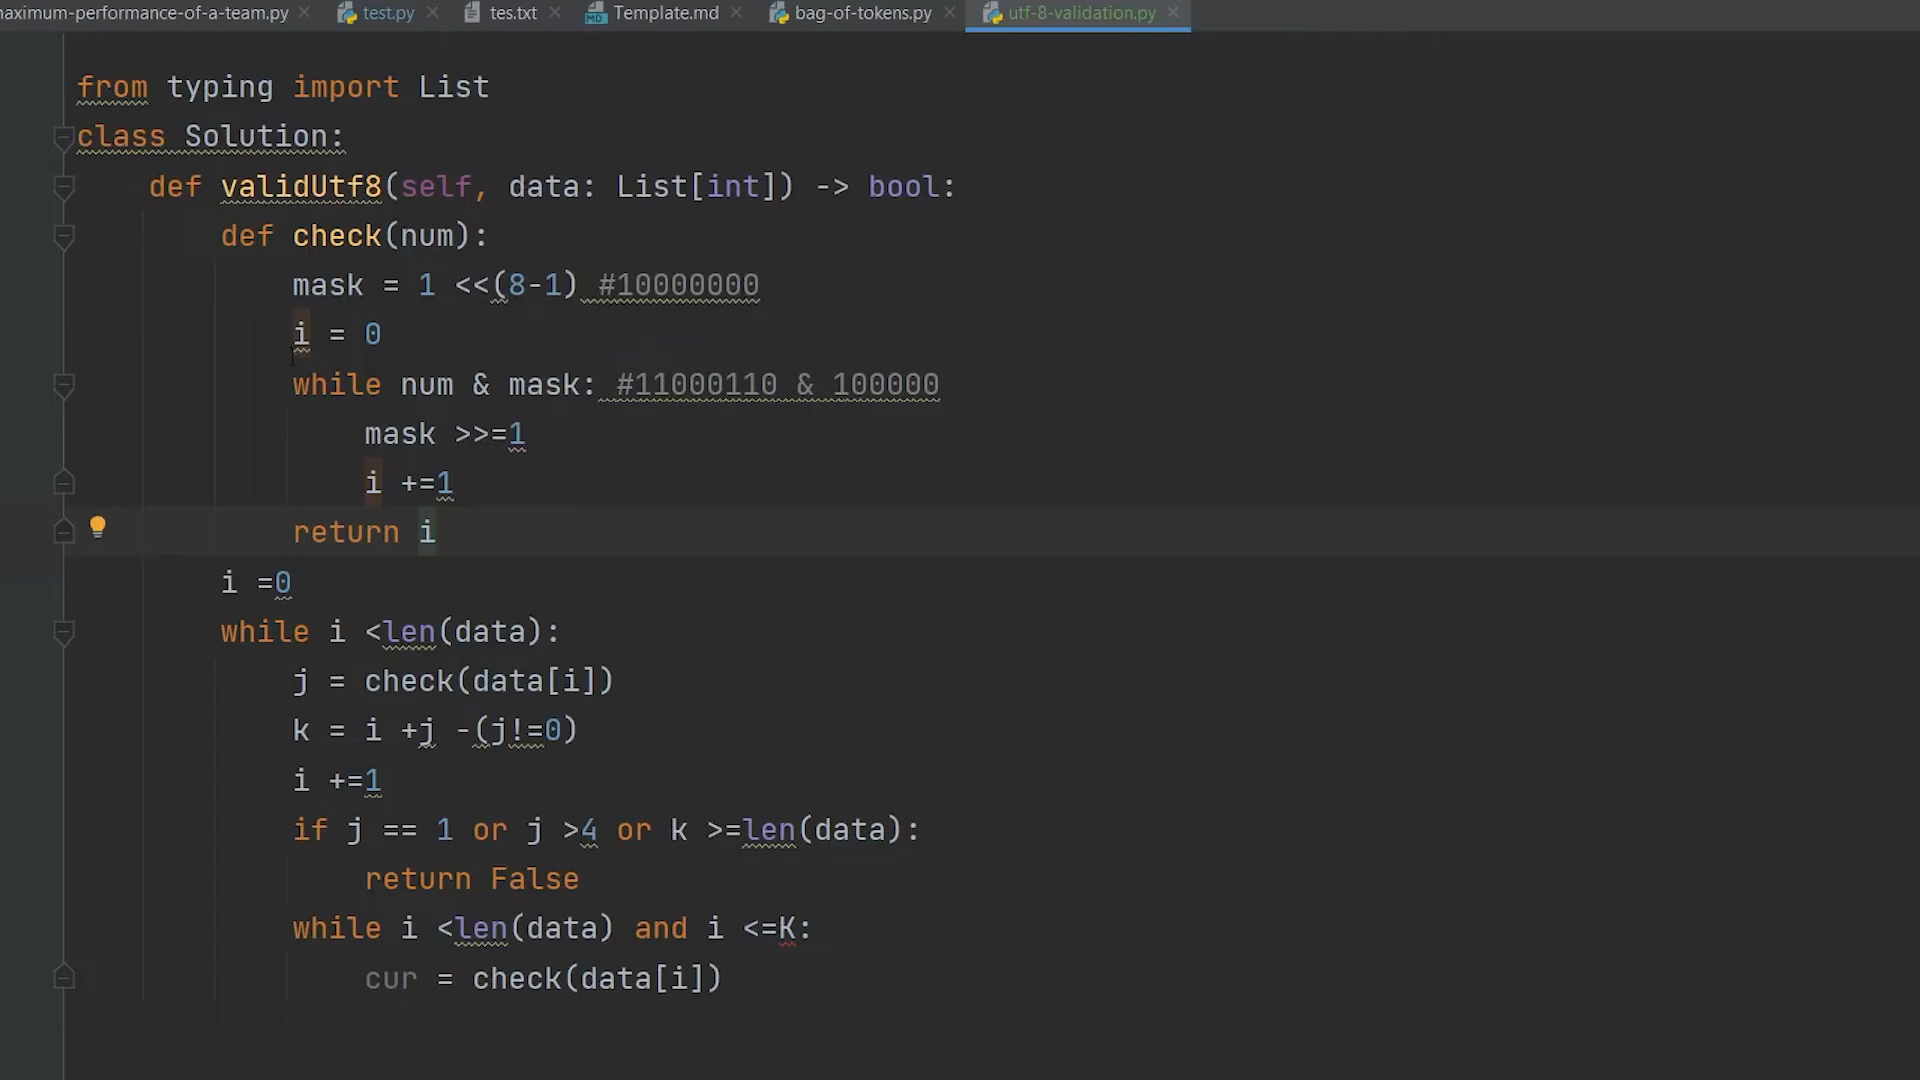 aximum-performance-of-a-team.py × test.py × tes.txt × Template.md × bag-of-tokens.py × utf-8-validation.py ×
from typing import List
class Solution:
def validUtf8(self, data: List[int]) -> bool:
def check(num):
mask = 1 <<(8-1) #10000000
i = 0
while num & mask: #11000110 & 100000
mask >>=1
i +=1
return i
i =0
while i <len(data):
j = check(data[i])
k = i +j -(j!=0)
i +=1
if j == 1 or j >4 or k >=len(data):
return False
while i <len(data) and i <=K:
cur = check(data[i])